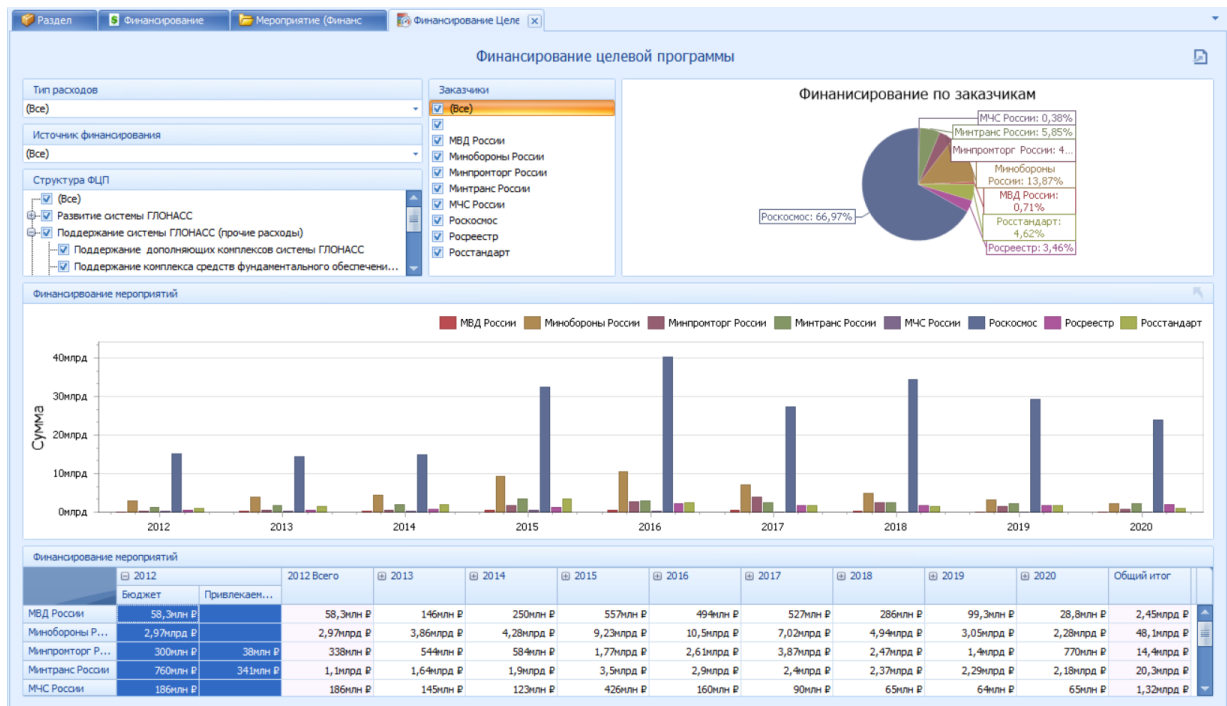 Раздел
Финансирование
Мероприятие (Финанс
Финансирование Целе
Финансирование целевой программы
Тип расходов
(Все)
Источник финансирования
(Все)
Структура ФЦП
(Все)
Развитие системы ГЛОНАСС
Поддержание системы ГЛОНАСС (прочие расходы)
Поддержание дополняющих комплексов системы ГЛОНАСС
Поддержание комплекса средств фундаментального обеспечени...
Заказчики
(Все)
МВД России
Минобороны России
Минпромторг России
Минтранс России
МЧС России
Роскосмос
Росреестр
Росстандарт
Финанисирование по заказчикам
МЧС России: 0,38%
Минтранс России: 5,85%
Минпромторг России: 4...
Минобороны
России: 13,87%
МВД России:
0,71%
Росстандарт:
4,62%
Росреестр: 3,46%
Роскосмос: 66,97%
Финансирвоание мероприятий
МВД России Минобороны России Минпромторг России Минтранс России МЧС России Роскосмос Росреестр Росстандарт
Сумма
40млрд
30млрд
20млрд
10млрд
0млрд
2012 2013 2014 2015 2016 2017 2018 2019 2020
Финансирование мероприятий
2012 2012 Всего 2013 2014 2015 2016 2017 2018 2019 2020 Общий итог
Бюджет Привлекаем...
МВД России 58,3млн ₽ 58,3млн ₽ 146млн ₽ 250млн ₽ 557млн ₽ 494млн ₽ 527млн ₽ 286млн ₽ 99,3млн ₽ 28,8млн ₽ 2,45млрд ₽
Минобороны Р... 2,97млрд ₽ 2,97млрд ₽ 3,86млрд ₽ 4,28млрд ₽ 9,23млрд ₽ 10,5млрд ₽ 7,02млрд ₽ 4,94млрд ₽ 3,05млрд ₽ 2,28млрд ₽ 48,1млрд ₽
Минпромторг Р... 300млн ₽ 38млн ₽ 338млн ₽ 544млн ₽ 584млн ₽ 1,77млрд ₽ 2,61млрд ₽ 3,87млрд ₽ 2,47млрд ₽ 1,4млрд ₽ 770млн ₽ 14,4млрд ₽
Минтранс России 760млн ₽ 341млн ₽ 1,1млрд ₽ 1,64млрд ₽ 1,9млрд ₽ 3,5млрд ₽ 2,9млрд ₽ 2,4млрд ₽ 2,37млрд ₽ 2,29млрд ₽ 2,18млрд ₽ 20,3млрд ₽
МЧС России 186млн ₽ 186млн ₽ 145млн ₽ 123млн ₽ 426млн ₽ 160млн ₽ 90млн ₽ 65млн ₽ 64млн ₽ 65млн ₽ 1,32млрд ₽